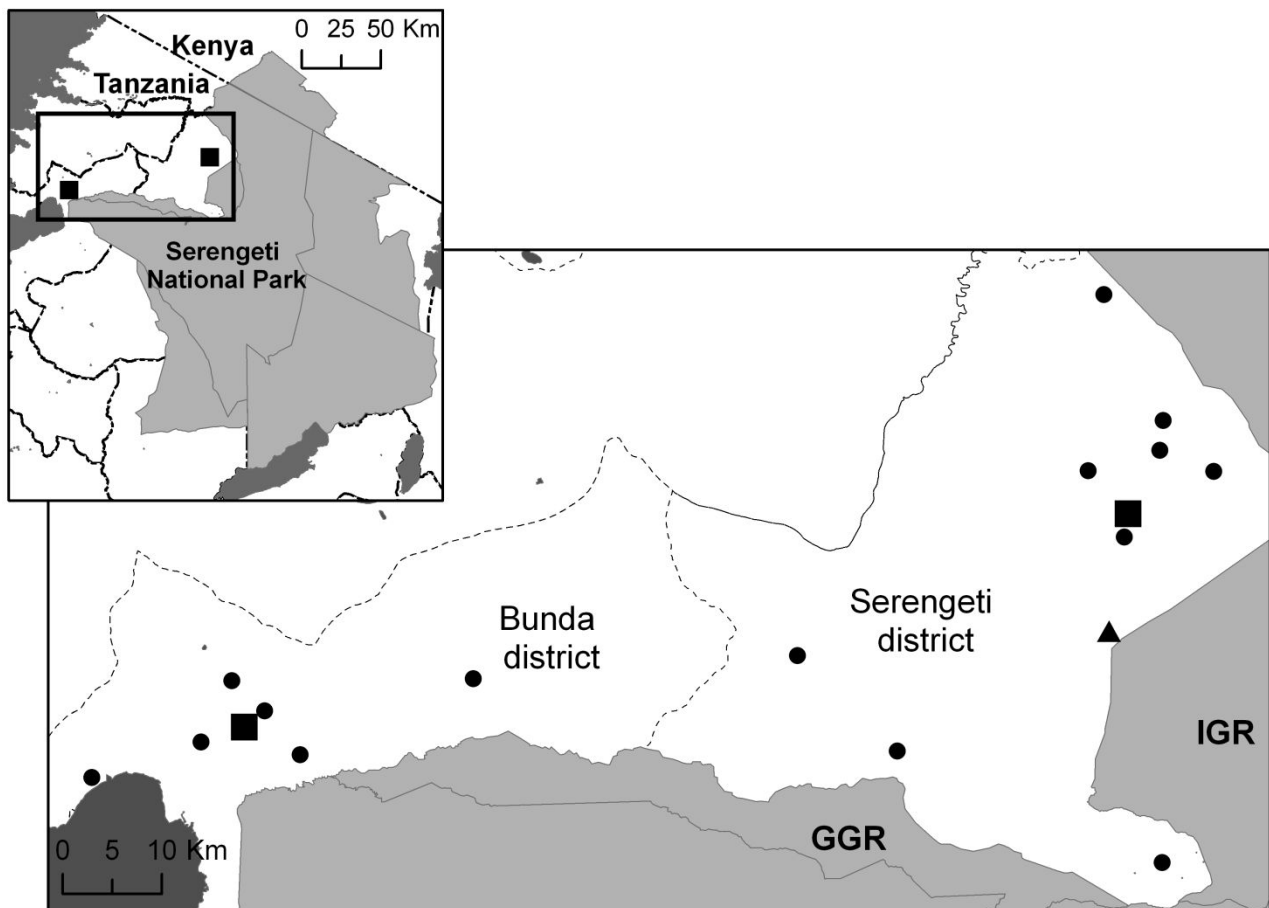 0 25 50 Km
Kenya
Tanzania
Serengeti
National Park
Bunda
district
Serengeti
district
IGR
GGR
0 5 10 Km